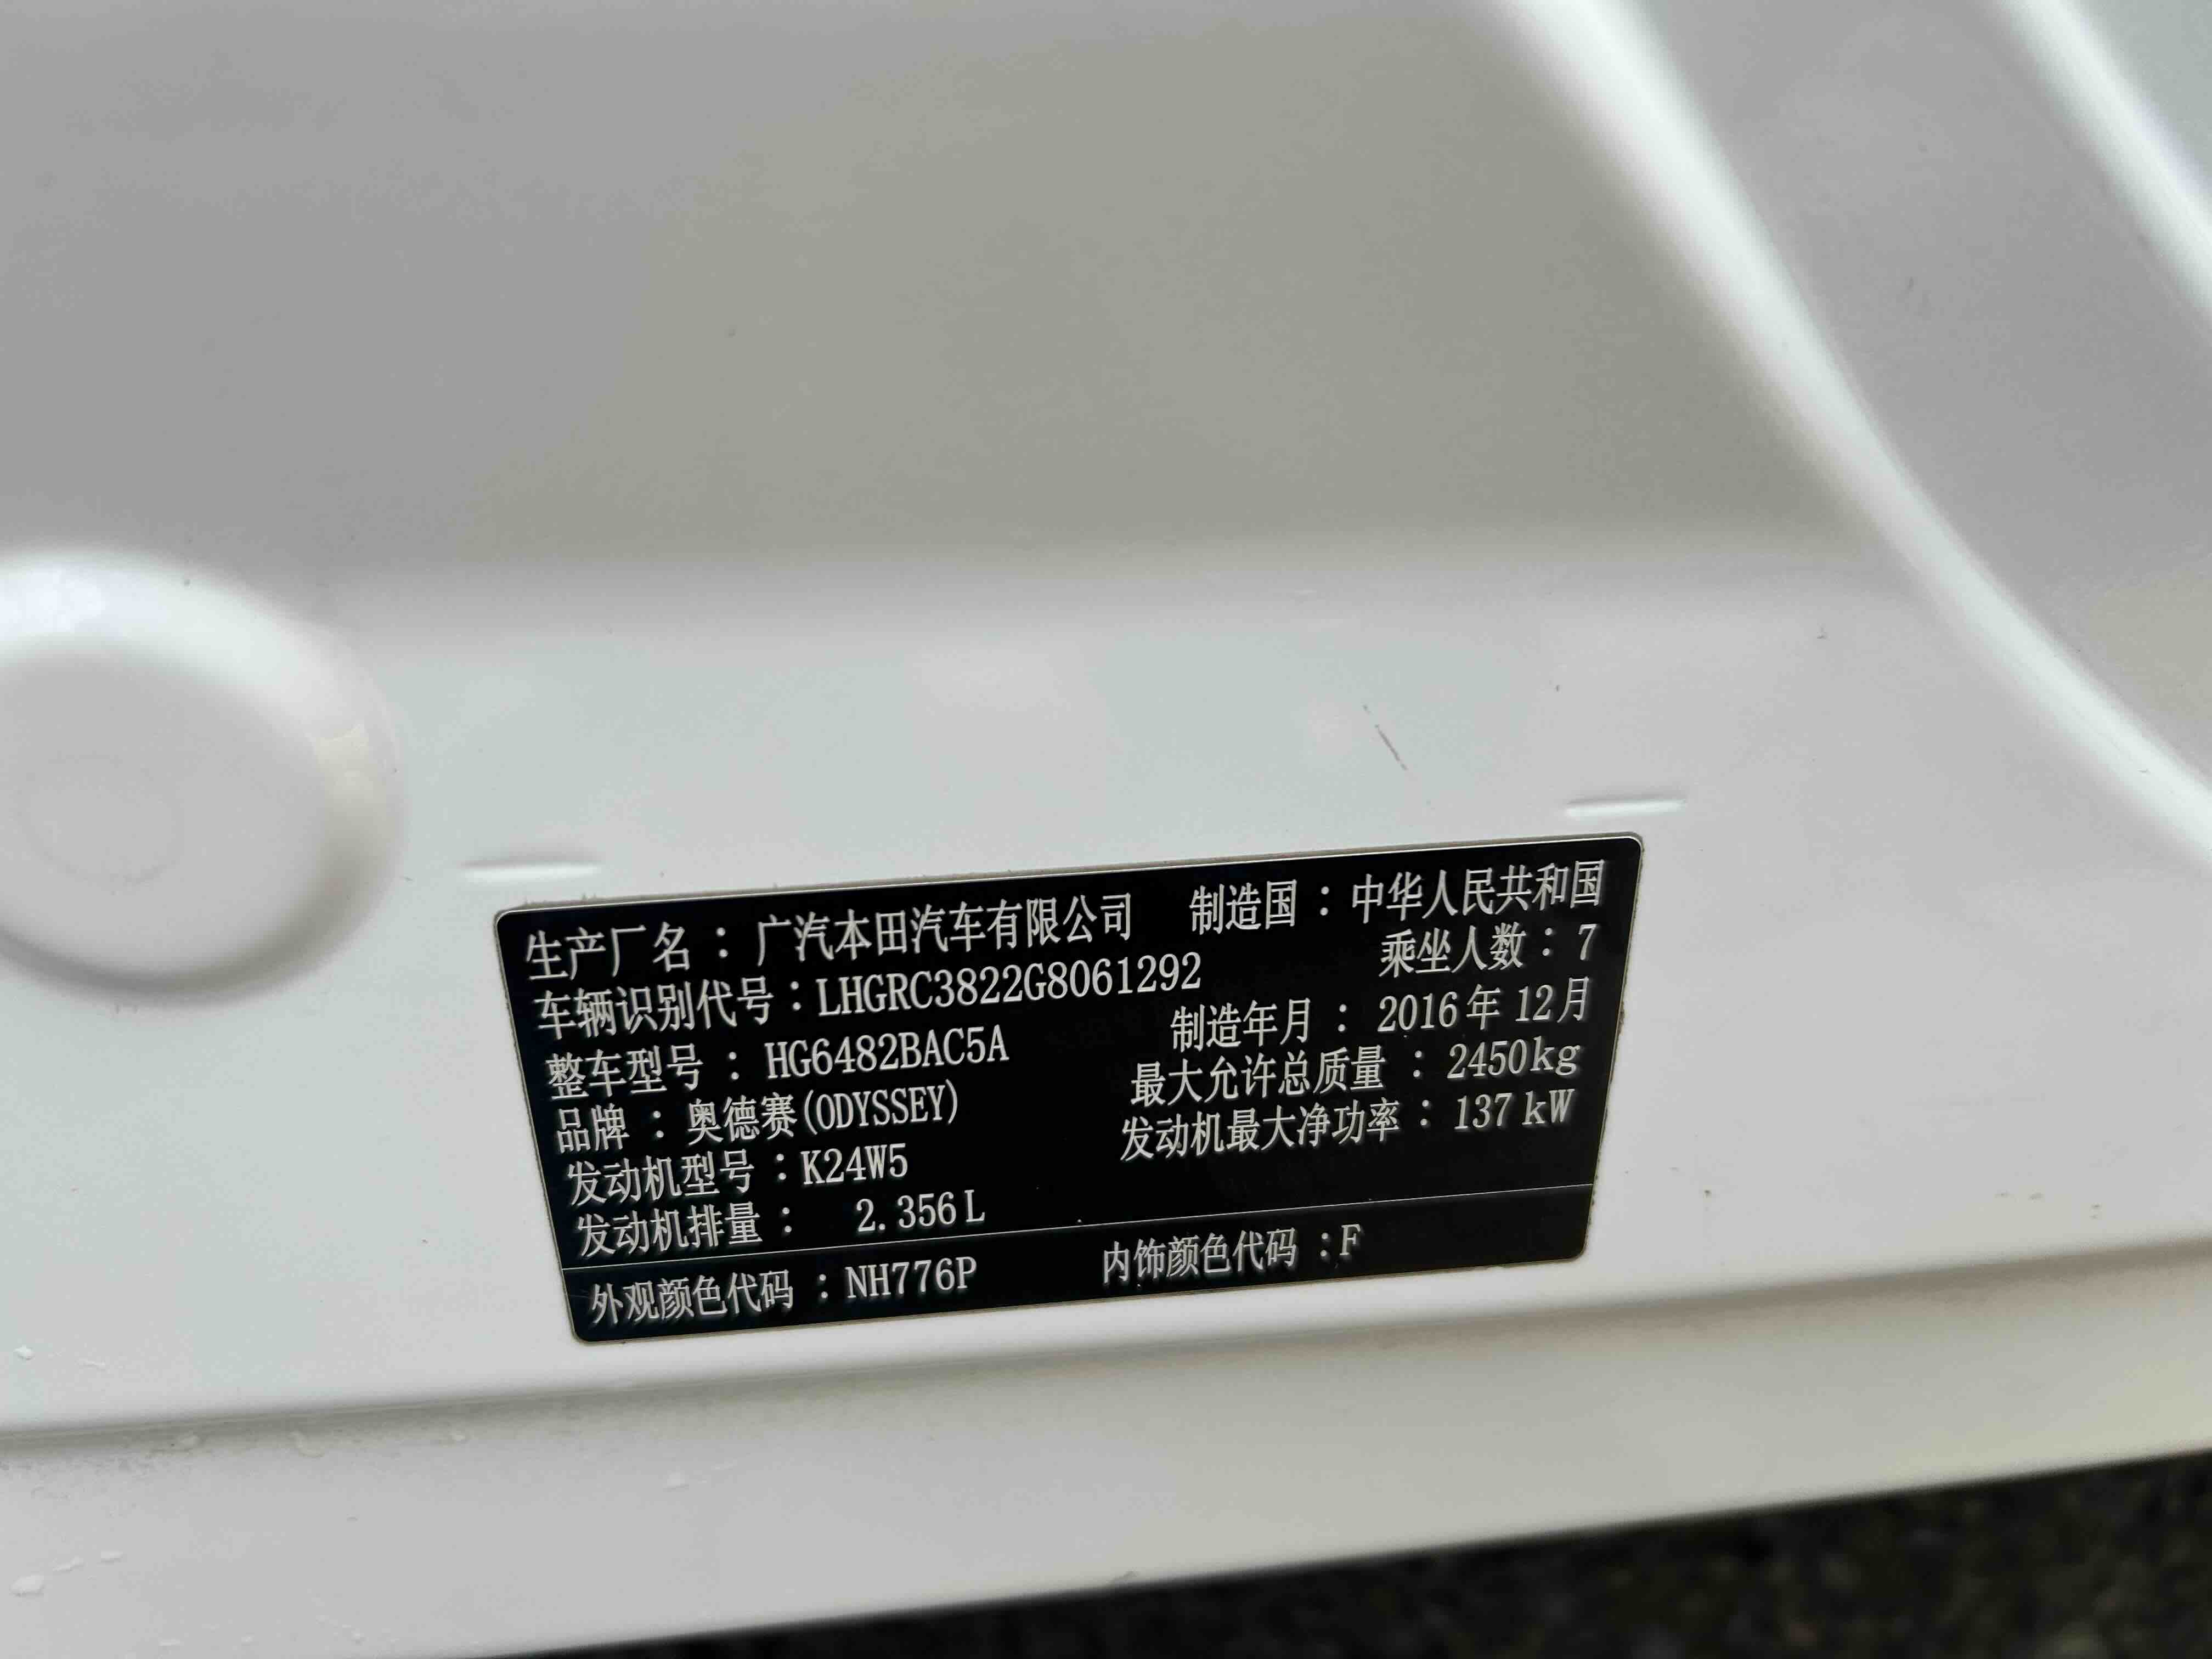 生产厂名：广汽本田汽车有限公司 制造国：中华人民共和国
车辆识别代号：LHGRC3822G8061292 乘坐人数：7
整车型号：HG6482BAC5A 制造年月：2016年12月
品牌：奥德赛(ODYSSEY) 最大允许总质量：2450kg
发动机型号：K24W5 发动机最大净功率：137kW
发动机排量：2.356L
外观颜色代码：NH776P 内饰颜色代码：F